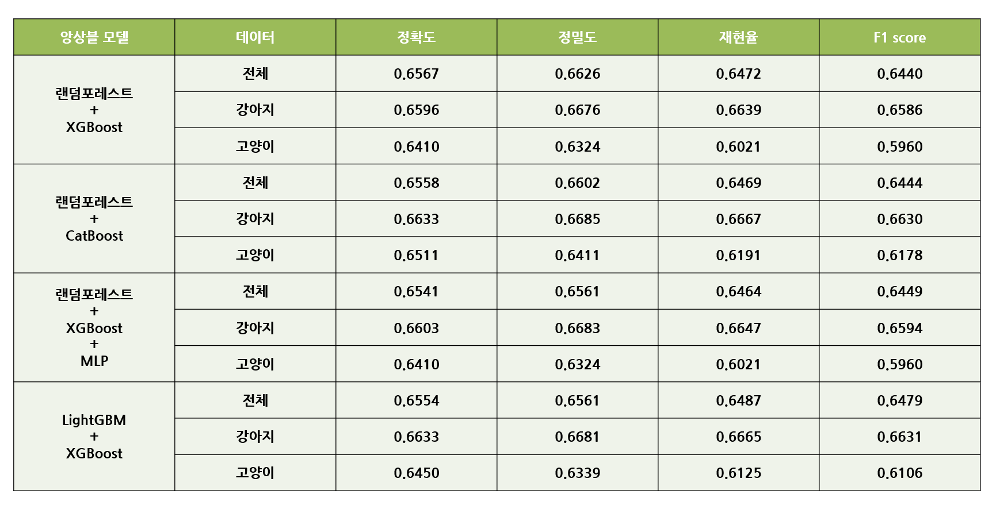 앙상블 모델 데이터 정확도 정밀도 재현율 F1 score
랜덤포레스트
+
XGBoost
전체 0.6567 0.6626 0.6472 0.6440
강아지 0.6596 0.6676 0.6639 0.6586
고양이 0.6410 0.6324 0.6021 0.5960
랜덤포레스트
+
CatBoost
전체 0.6558 0.6602 0.6469 0.6444
강아지 0.6633 0.6685 0.6667 0.6630
고양이 0.6511 0.6411 0.6191 0.6178
랜덤포레스트
+
XGBoost
+
MLP
전체 0.6541 0.6561 0.6464 0.6449
강아지 0.6603 0.6683 0.6647 0.6594
고양이 0.6410 0.6324 0.6021 0.5960
LightGBM
+
XGBoost
전체 0.6554 0.6561 0.6487 0.6479
강아지 0.6633 0.6681 0.6665 0.6631
고양이 0.6450 0.6339 0.6125 0.6106